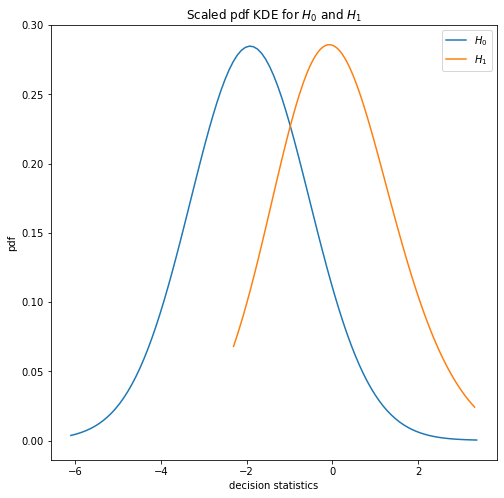 Scaled pdf KDE for H₀ and H₁
H₀
H₁
0.30
0.25
0.20
0.15
0.10
0.05
0.00
pdf
−6
−4
−2
0
2
decision statistics